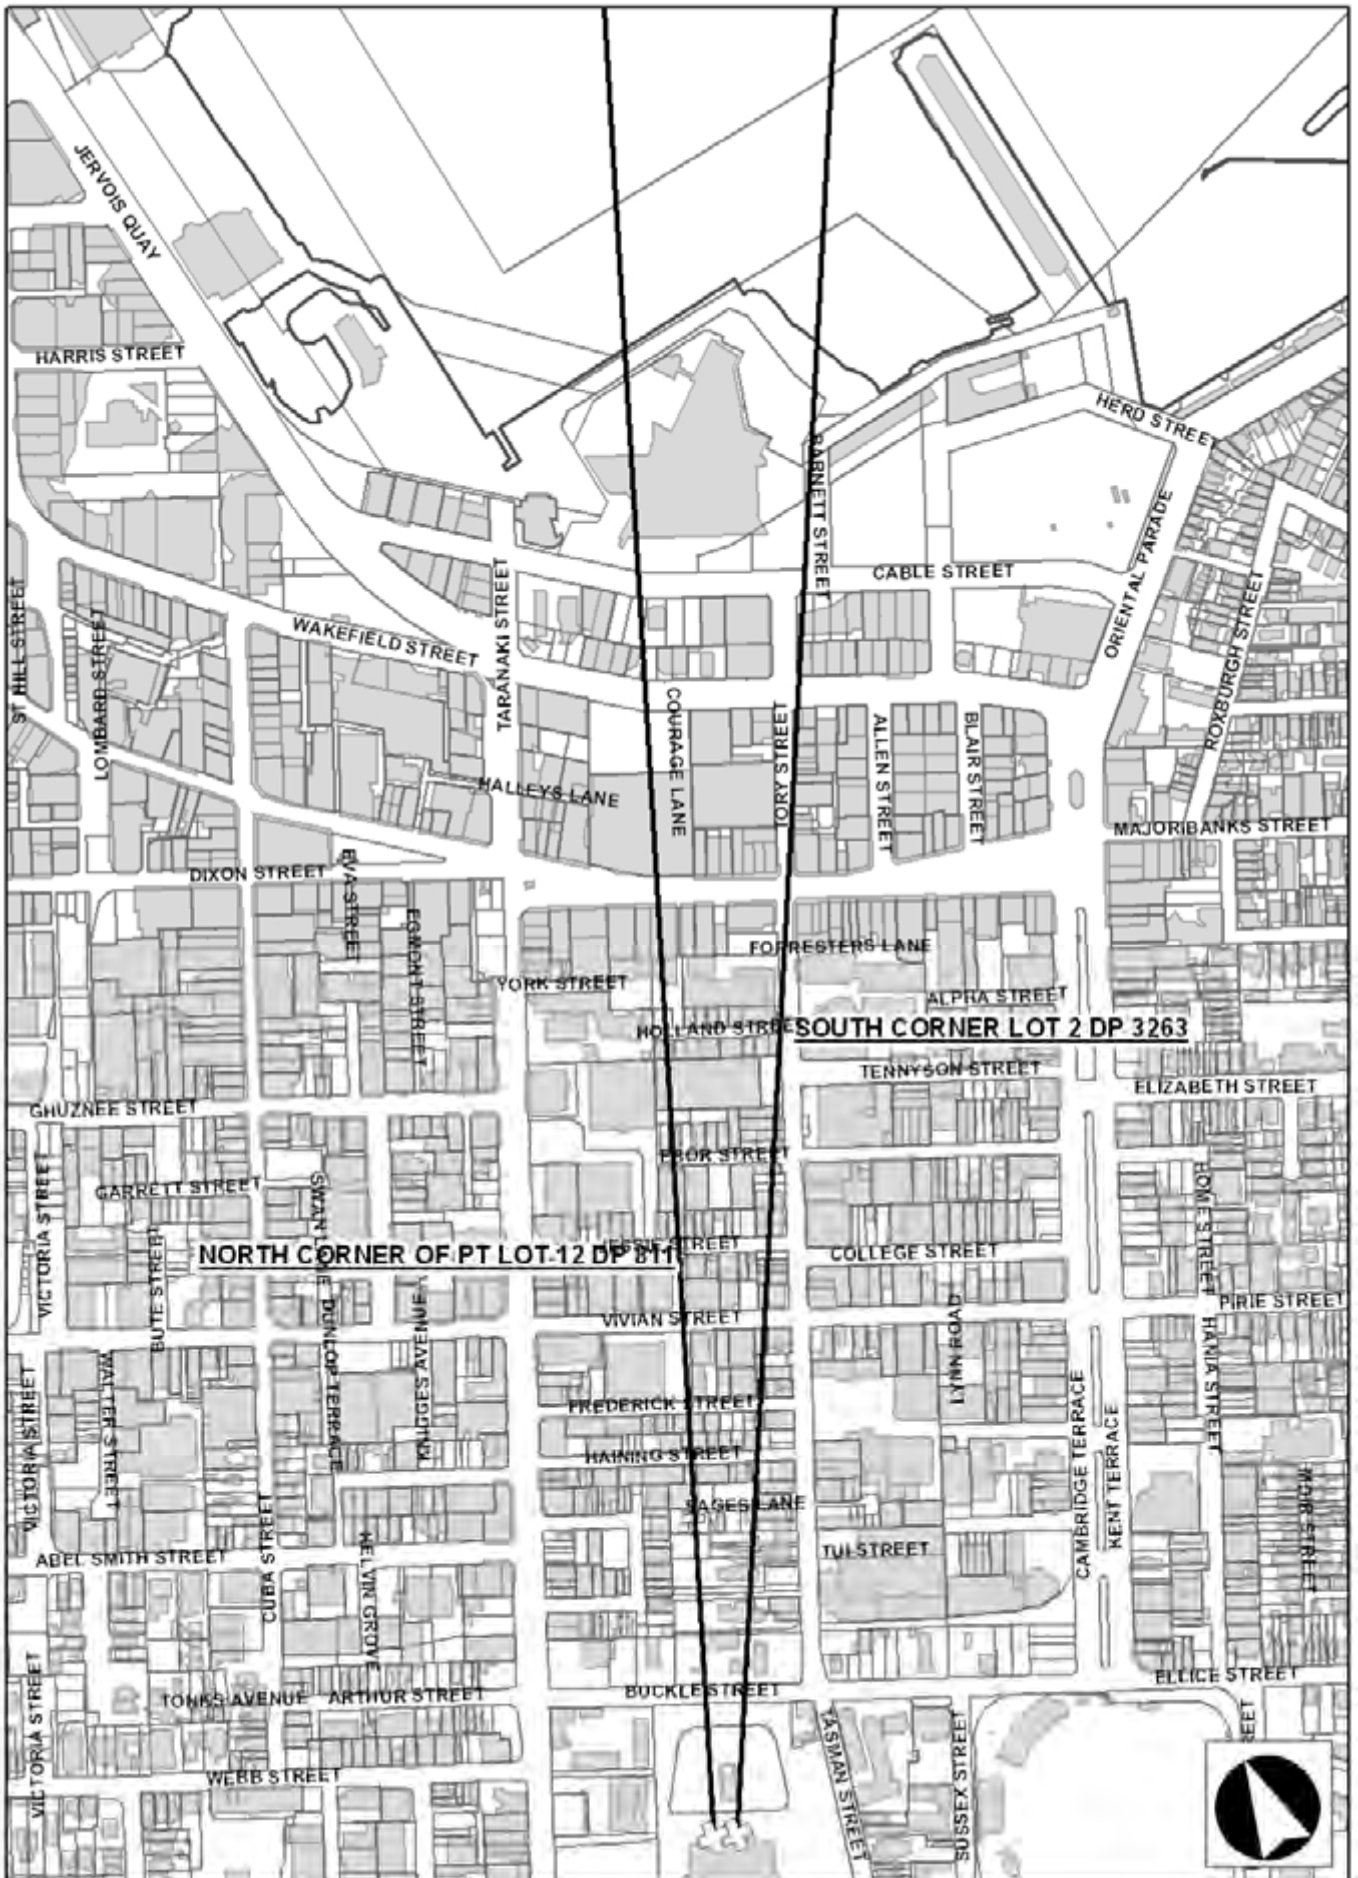 JERVOIS QUAY
HARRIS STREET
HERD STREET
BARNETT STREET
ORIENTAL PARADE
CABLE STREET
ST HILL STREET
LOMBARD STREET
WAKEFIELD STREET
TARANAKI STREET
ROXBURGH STREET
COURAGE LANE
TORY STREET
ALLEN STREET
BLAIR STREET
HALLEYS LANE
MAJORIBANKS STREET
DIXON STREET
EVA STREET
EGMONT STREET
FORRESTERS LANE
YORK STREET
ALPHA STREET
HOLLAND STREE
SOUTH CORNER LOT 2 DP 3263
TENNYSON STREET
ELIZABETH STREET
GHUZNEE STREET
EBOR STREET
GARRETT STREET
VICTORIA STREET
HOME STREET
STREET
COLLEGE STREET
NORTH CORNER OF PT LOT 12 DP 811
BUTE STREET
DUNLOP TERRACE
KNIGGES AVENUE
VIVIAN STREET
PIRIE STREET
LYNN ROAD
HANIA STREET
VICTORIA STREET
WALTER STREET
FREDERICK STREET
CAMBRIDGE TERRACE
KENT TERRACE
HAINING STREET
SAGES LANE
MOIR STREET
ABEL SMITH STREET
CUBA STREET
KELVIN GROVE
TUI STREET
VICTORIA STREET
TONKS AVENUE
ARTHUR STREET
BUCKLE STREET
ELLICE STREET
WEBB STREET
TASMAN STREET
SUSSEX STREET
REET